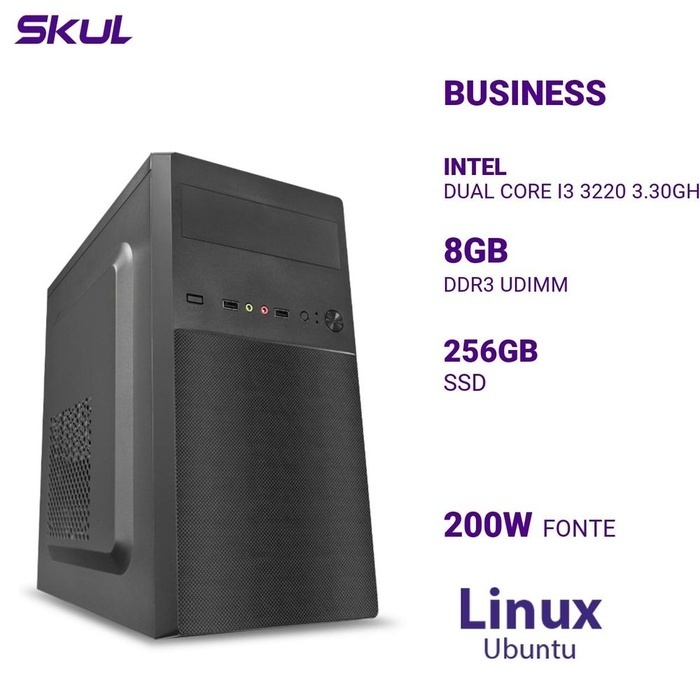 SKUL
BUSINESS
INTEL
DUAL CORE I3 3220 3.30GH
8GB
DDR3 UDIMM
256GB
SSD
200W FONTE
Linux
Ubuntu